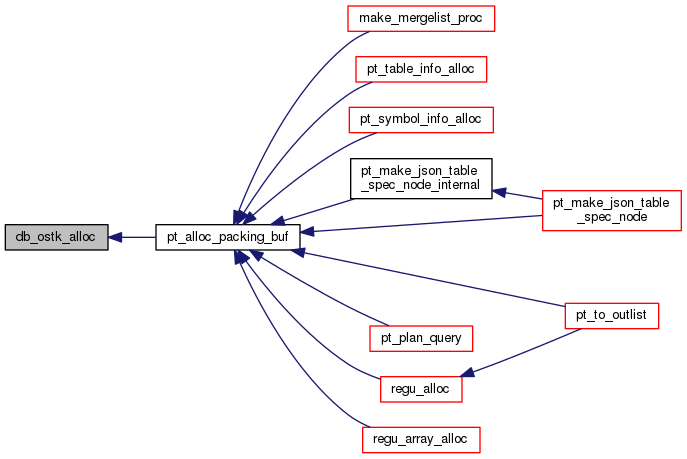 make_mergelist_proc
pt_table_info_alloc
pt_symbol_info_alloc
pt_make_json_table
_spec_node_internal
pt_make_json_table
_spec_node
db_ostk_alloc
pt_alloc_packing_buf
pt_to_outlist
pt_plan_query
regu_alloc
regu_array_alloc